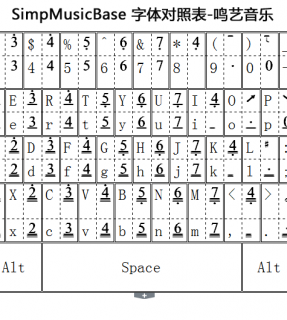 SimpMusicBase 字体对照表-鸣艺音乐
3 $ 4 % 5 ^ 6 & 7 * 4 ( ) 
3 4 4 5 5 6 6 7 7 8 9 · 0 0 -
E 3 R 4 T 5 Y 6 U 7 I 4 O P
e 3 r 4 t 5 y 6 u 7 i o p
2 D 3 F 4 G 5 H 6 J 7 K 4 L :
2 d 3 f 4 g 5 h 6 j 7 k l ;
X 2 C 3 V 4 B 5 N 6 M 7 < 4 >
x 2 c 3 v 4 b 5 n 6 m 7 , .
Alt Space Alt